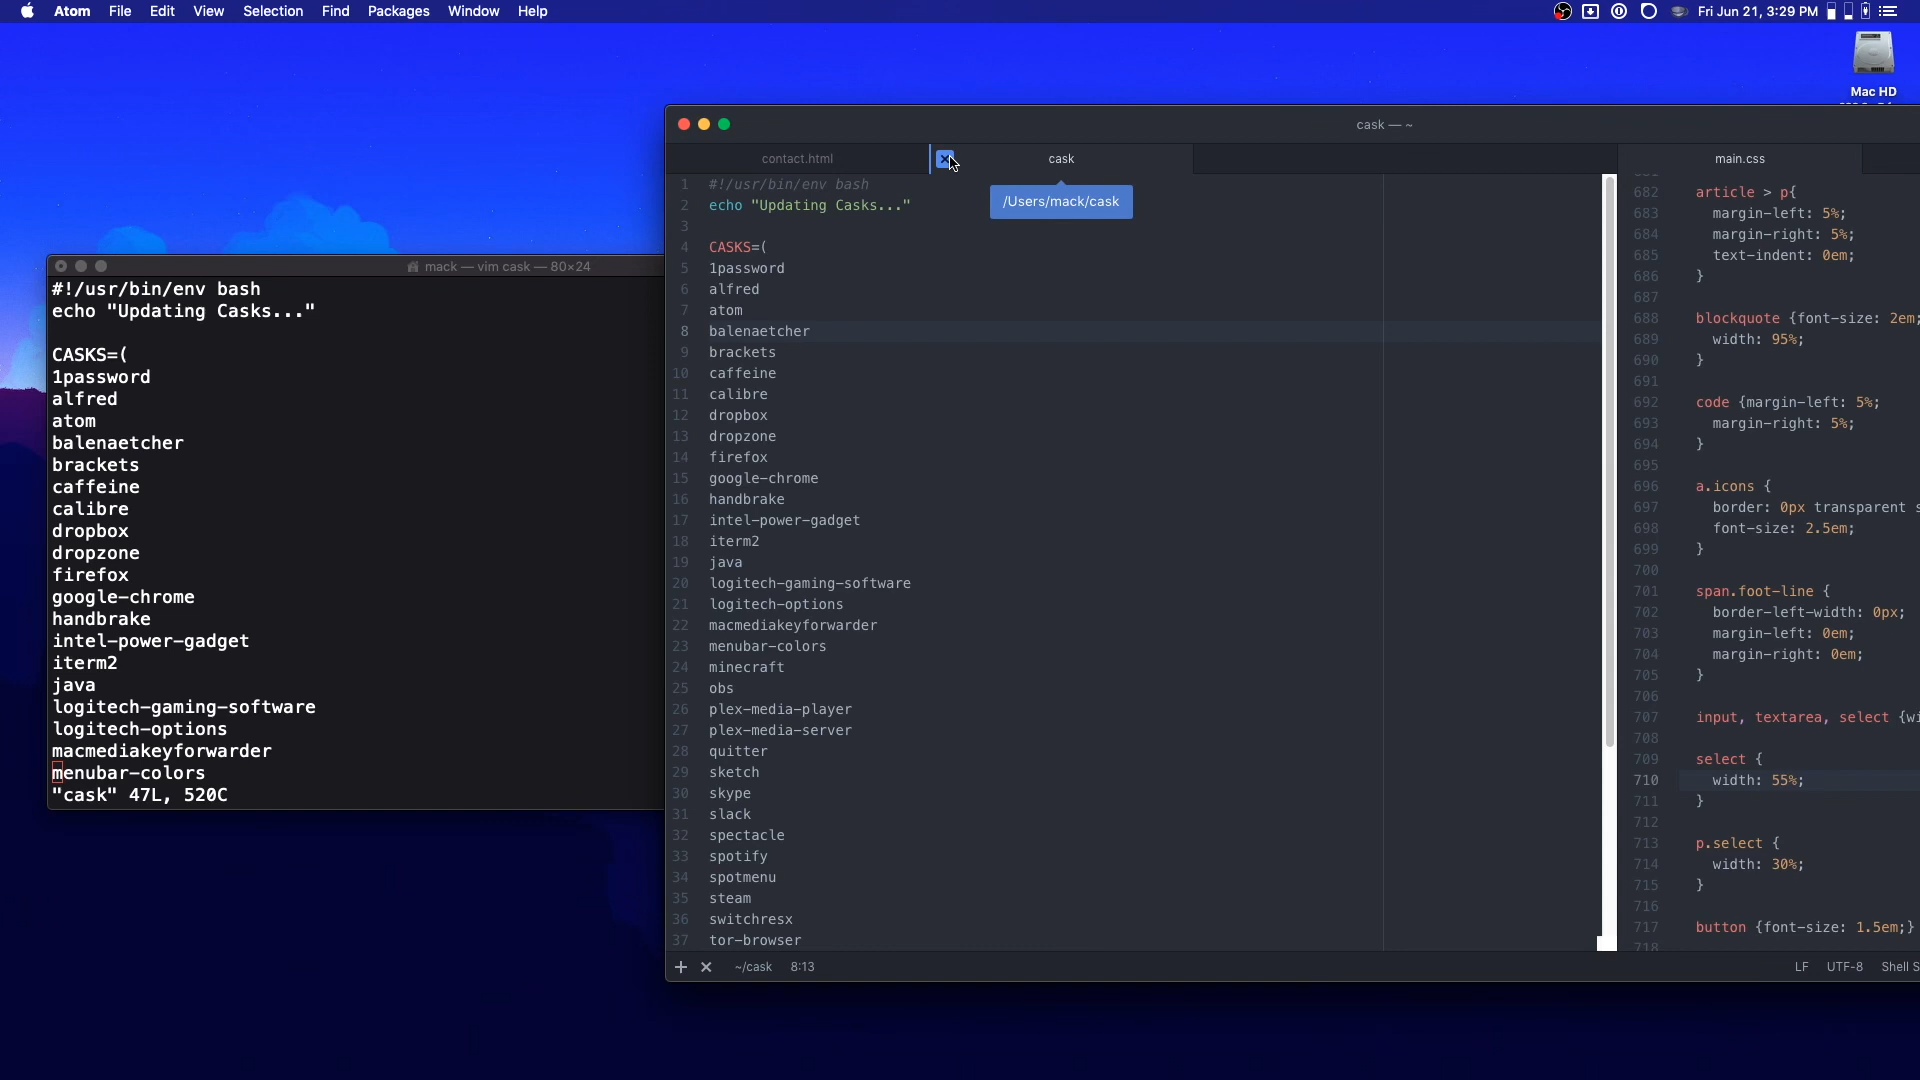 Atom File Edit View Selection Find Packages Window Help
Fri Jun 21, 3:29 PM
Mac HD
mack — vim cask — 80×24
#!/usr/bin/env bash
echo "Updating Casks..."
CASKS=(
1password
alfred
atom
balenaetcher
brackets
caffeine
calibre
dropbox
dropzone
firefox
google-chrome
handbrake
intel-power-gadget
iterm2
java
logitech-gaming-software
logitech-options
macmediakeyforwarder
menubar-colors
"cask" 47L, 520C
cask — ~
contact.html
cask
main.css
/Users/mack/cask
1 #!/usr/bin/env bash
2 echo "Updating Casks..."
3
4 CASKS=(
5 1password
6 alfred
7 atom
8 balenaetcher
9 brackets
10 caffeine
11 calibre
12 dropbox
13 dropzone
14 firefox
15 google-chrome
16 handbrake
17 intel-power-gadget
18 iterm2
19 java
20 logitech-gaming-software
21 logitech-options
22 macmediakeyforwarder
23 menubar-colors
24 minecraft
25 obs
26 plex-media-player
27 plex-media-server
28 quitter
29 sketch
30 skype
31 slack
32 spectacle
33 spotify
34 spotmenu
35 steam
36 switchresx
37 tor-browser
682 article > p{
683 margin-left: 5%;
684 margin-right: 5%;
685 text-indent: 0em;
686 }
687
688 blockquote {font-size: 2em;
689 width: 95%;
690 }
691
692 code {margin-left: 5%;
693 margin-right: 5%;
694 }
695
696 a.icons {
697 border: 0px transparent s
698 font-size: 2.5em;
699 }
700
701 span.foot-line {
702 border-left-width: 0px;
703 margin-left: 0em;
704 margin-right: 0em;
705 }
706
707 input, textarea, select {wi
708
709 select {
710 width: 55%;
711 }
712
713 p.select {
714 width: 30%;
715 }
716
717 button {font-size: 1.5em;}
718
~/cask 8:13
LF UTF-8 Shell S